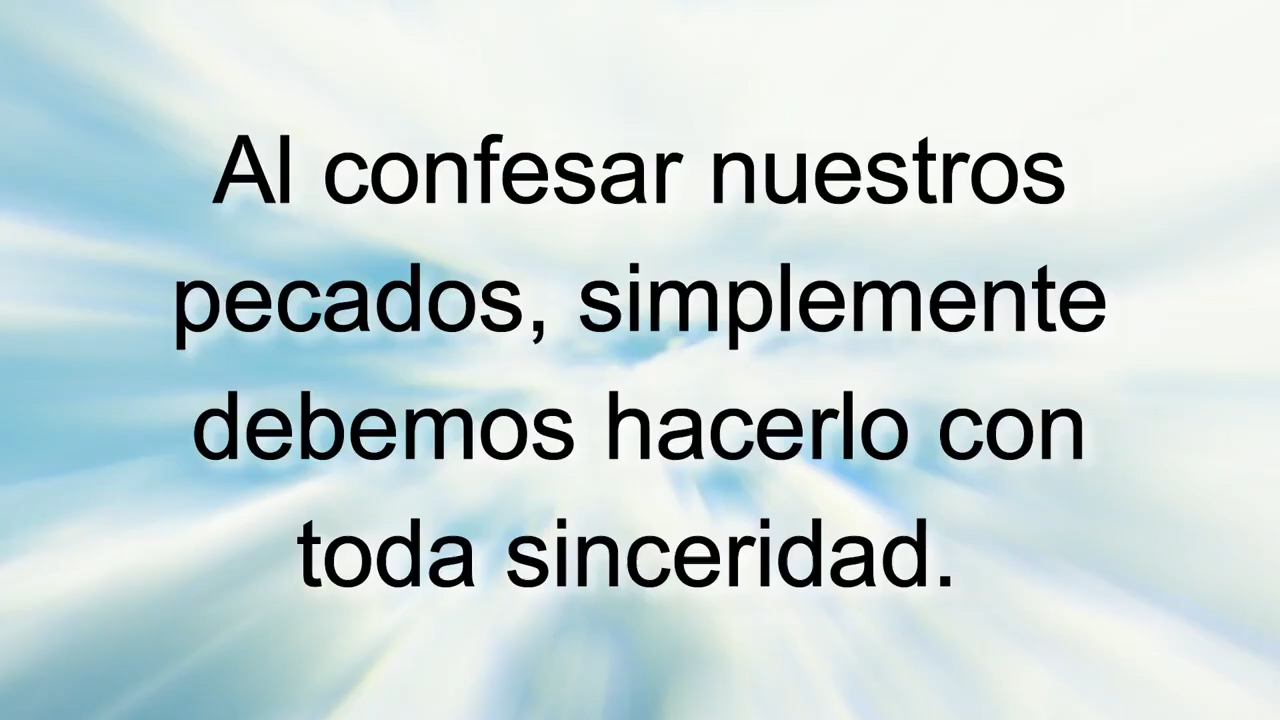 Al confesar nuestros
pecados, simplemente
debemos hacerlo con
toda sinceridad.